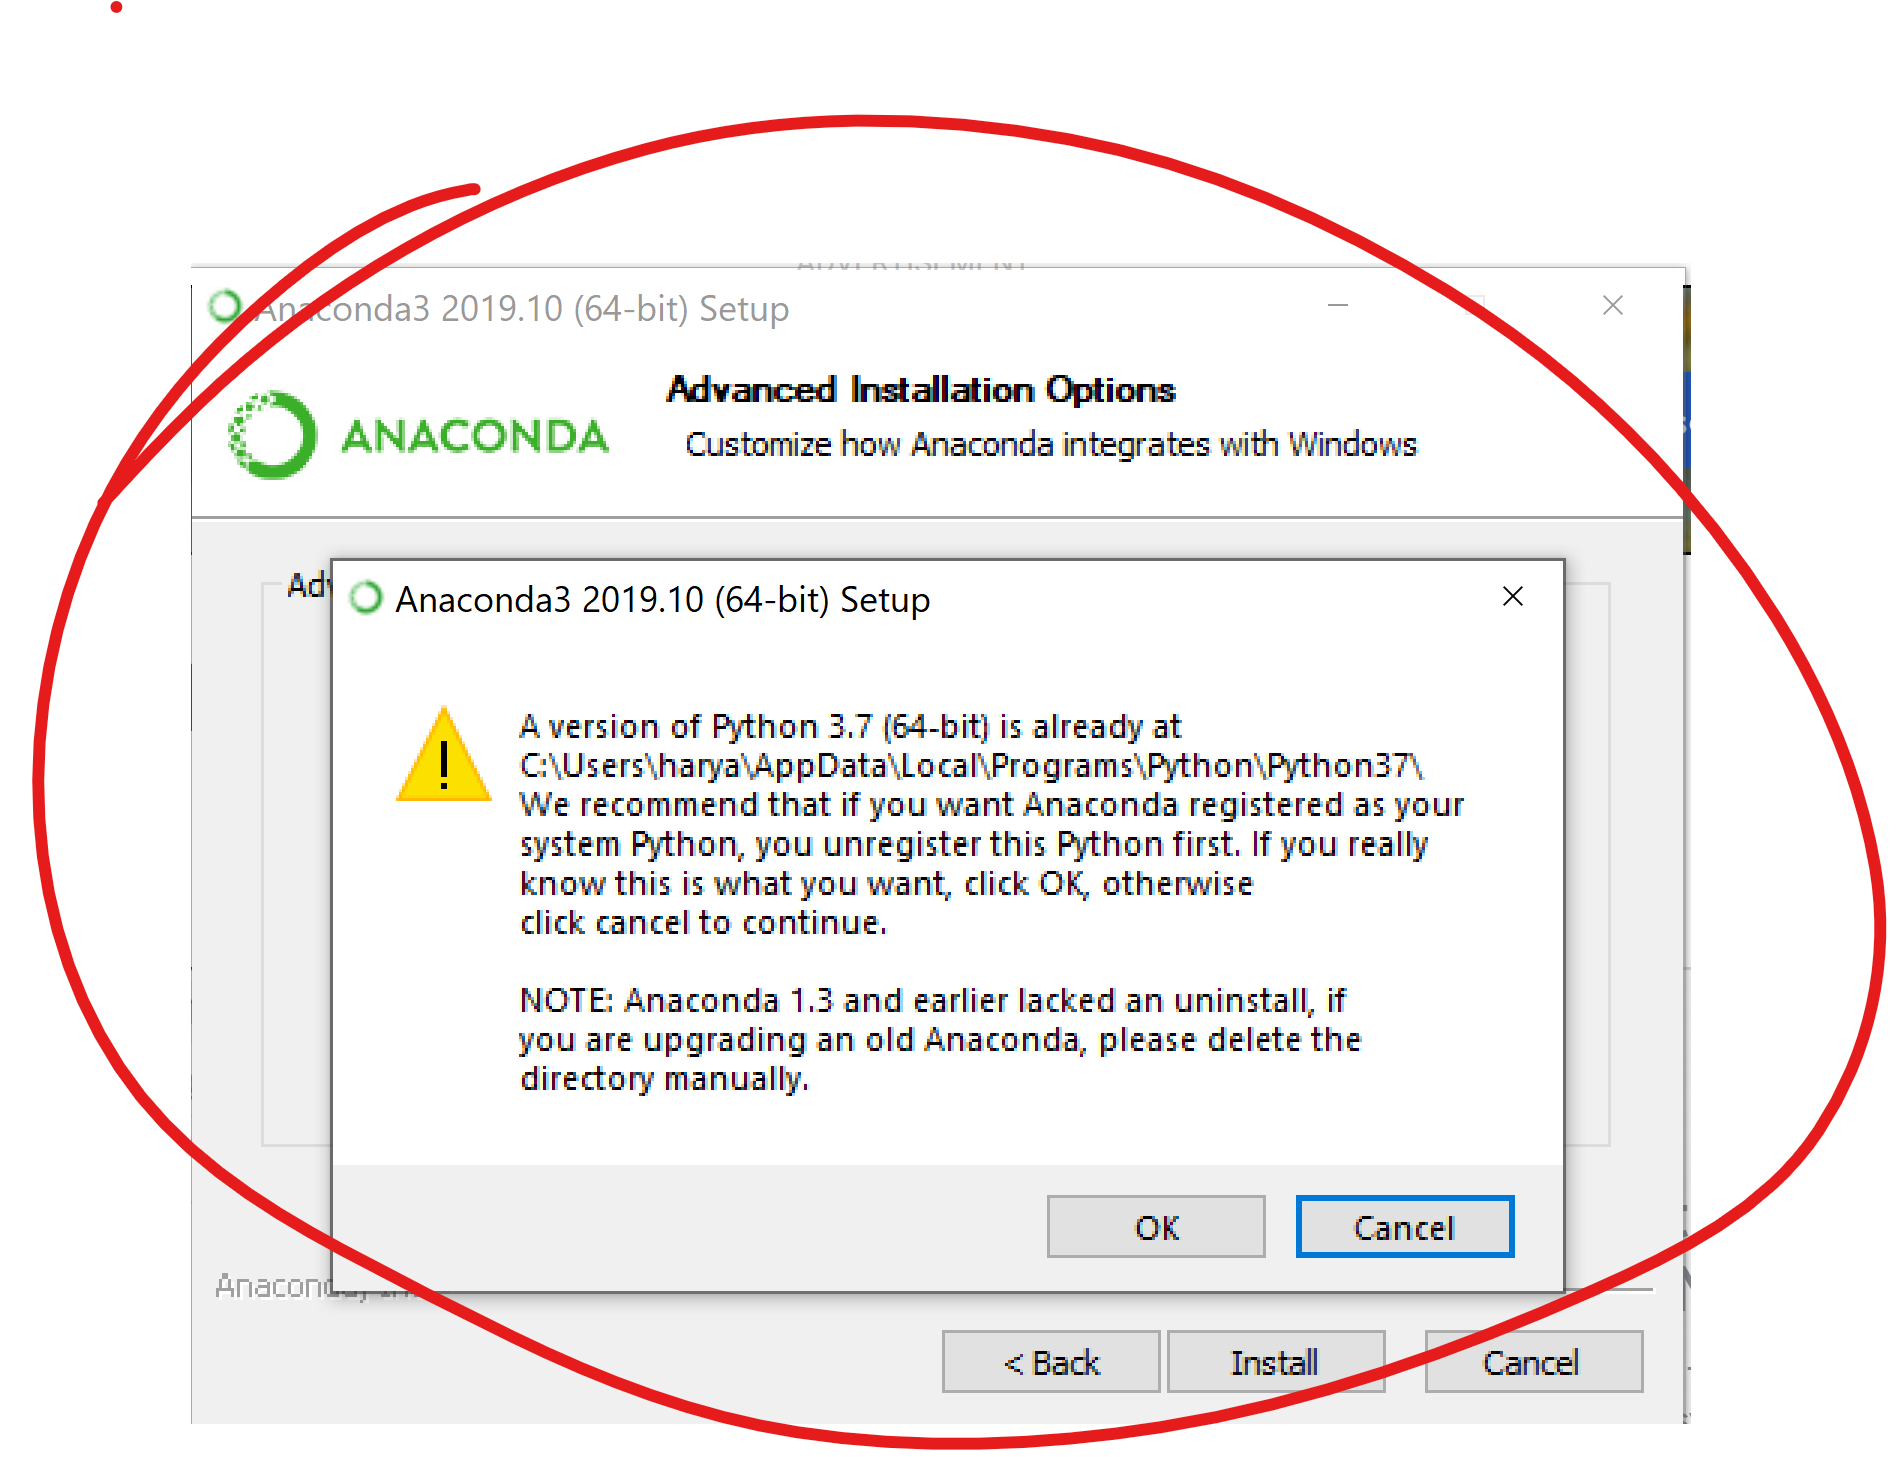 Anaconda3 2019.10 (64-bit) Setup
ANACONDA
Advanced Installation Options
Customize how Anaconda integrates with Windows
Anaconda3 2019.10 (64-bit) Setup
A version of Python 3.7 (64-bit) is already at
C:\Users\harya\AppData\Local\Programs\Python\Python37\
We recommend that if you want Anaconda registered as your
system Python, you unregister this Python first. If you really
know this is what you want, click OK, otherwise
click cancel to continue.
NOTE: Anaconda 1.3 and earlier lacked an uninstall, if
you are upgrading an old Anaconda, please delete the
directory manually.
OK Cancel
< Back Install Cancel